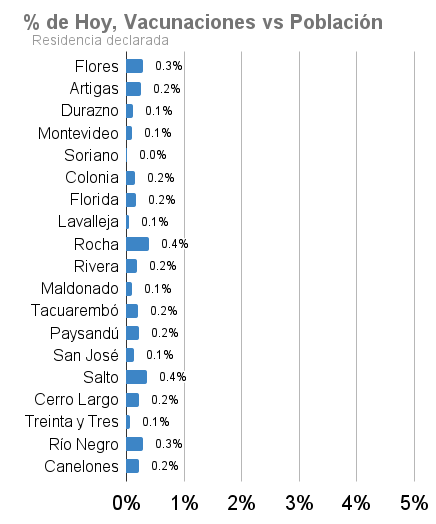 % de Hoy, Vacunaciones vs Población
Residencia declarada
Flores 0.3%
Artigas 0.2%
Durazno 0.1%
Montevideo 0.1%
Soriano 0.0%
Colonia 0.2%
Florida 0.2%
Lavalleja 0.1%
Rocha 0.4%
Rivera 0.2%
Maldonado 0.1%
Tacuarembó 0.2%
Paysandú 0.2%
San José 0.1%
Salto 0.4%
Cerro Largo 0.2%
Treinta y Tres 0.1%
Río Negro 0.3%
Canelones 0.2%
0% 1% 2% 3% 4% 5%